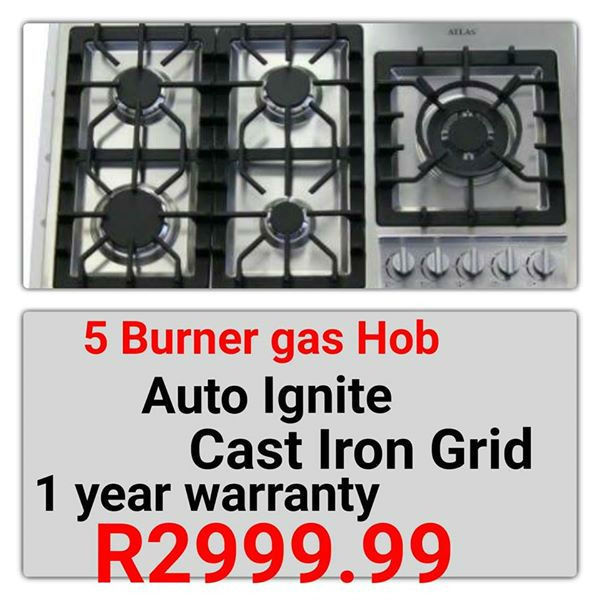 ATLAS
5 Burner gas Hob
Auto Ignite
Cast Iron Grid
1 year warranty
R2999.99